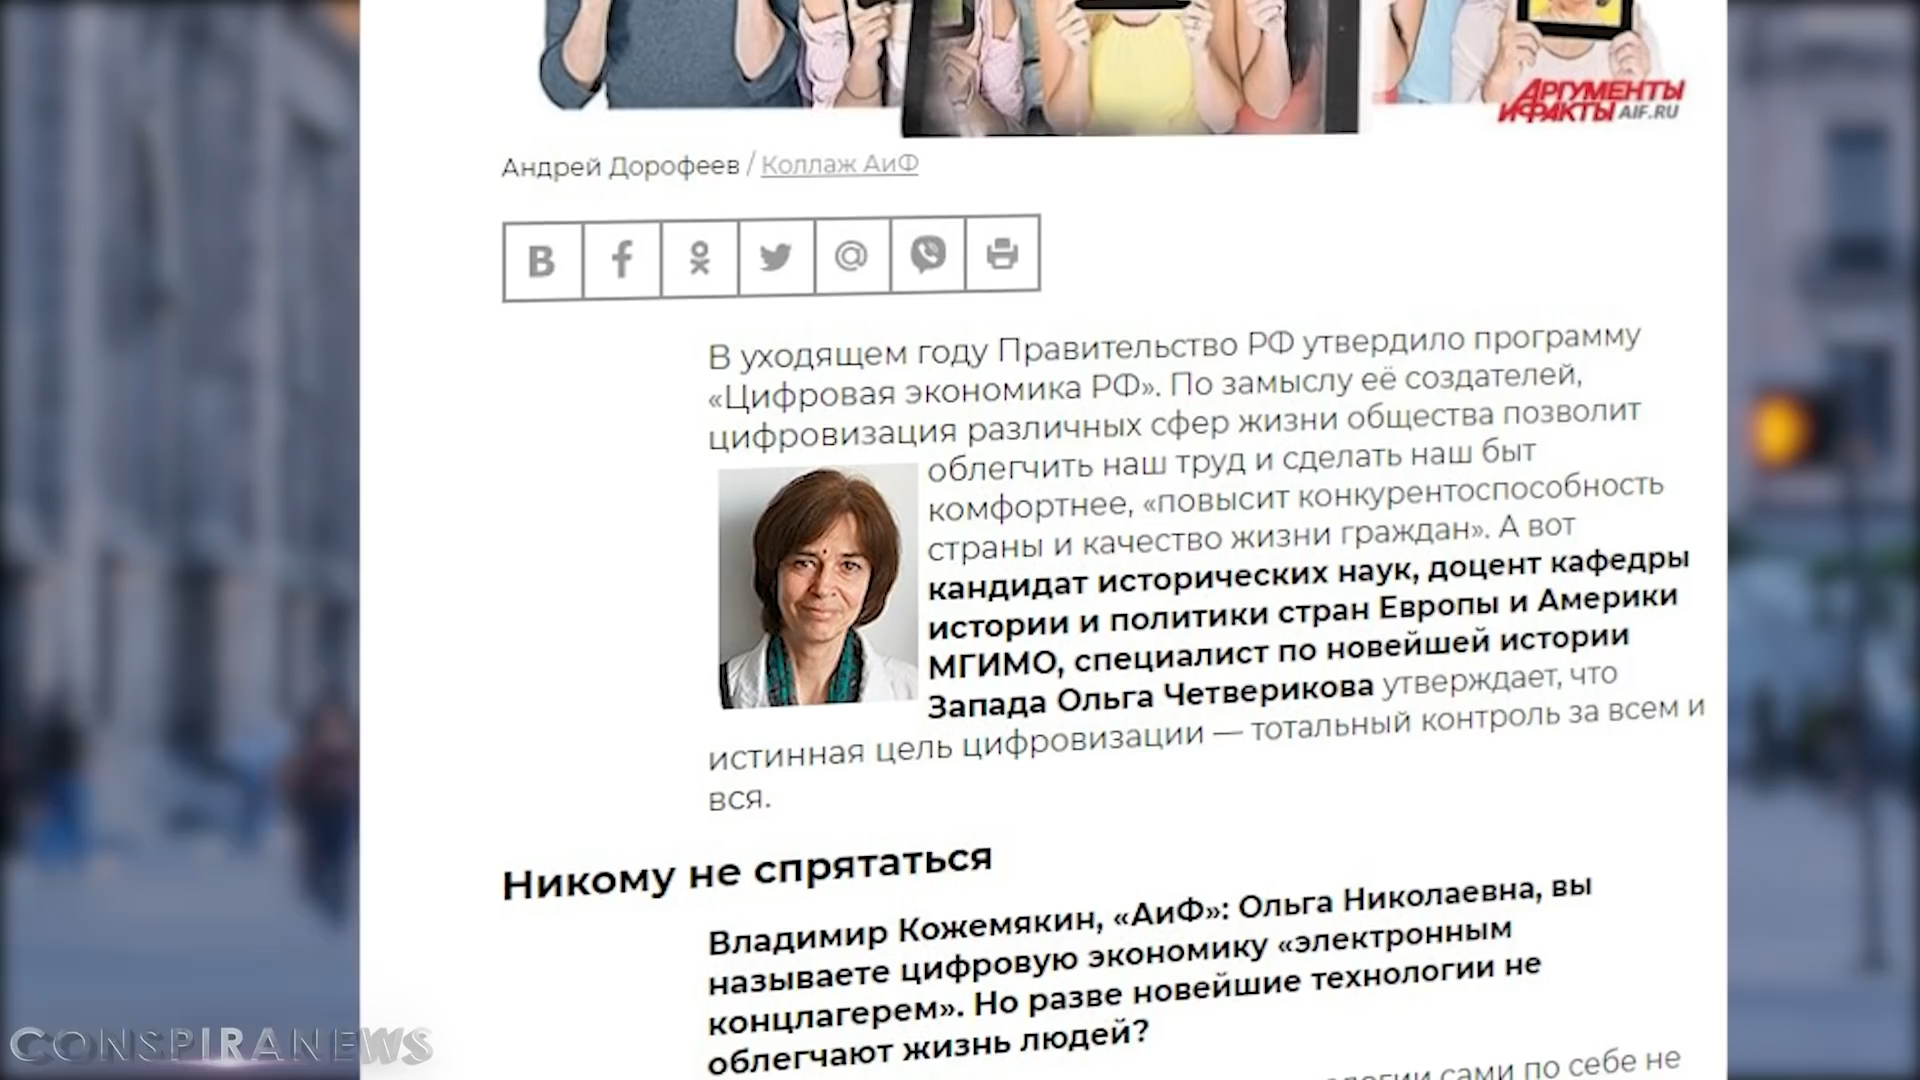 АРГУМЕНТЫ
И ФАКТЫ AIF.RU
Андрей Дорофеев / Коллаж АиФ
В уходящем году Правительство РФ утвердило программу
«Цифровая экономика РФ». По замыслу её создателей,
цифровизация различных сфер жизни общества позволит
облегчить наш труд и сделать наш быт
комфортнее, «повысит конкурентоспособность
страны и качество жизни граждан». А вот
кандидат исторических наук, доцент кафедры
истории и политики стран Европы и Америки
МГИМО, специалист по новейшей истории
Запада Ольга Четверикова утверждает, что
истинная цель цифровизации — тотальный контроль за всем и
вся.
Никому не спрятаться
Владимир Кожемякин, «АиФ»: Ольга Николаевна, вы
называете цифровую экономику «электронным
концлагерем». Но разве новейшие технологии не
облегчают жизнь людей?
сами по себе не
CONSPIRANEWS